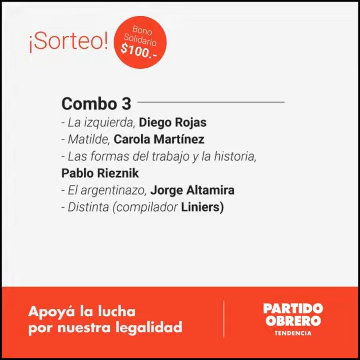 ¡Sorteo!
Bono
Solidario
$100.-
Combo 3
- La izquierda, Diego Rojas
- Matilde, Carola Martínez
- Las formas del trabajo y la historia,
Pablo Rieznik
- El argentinazo, Jorge Altamira
- Distinta (compilador Liniers)
Apoyá la lucha
por nuestra legalidad
PARTIDO
OBRERO
TENDENCIA